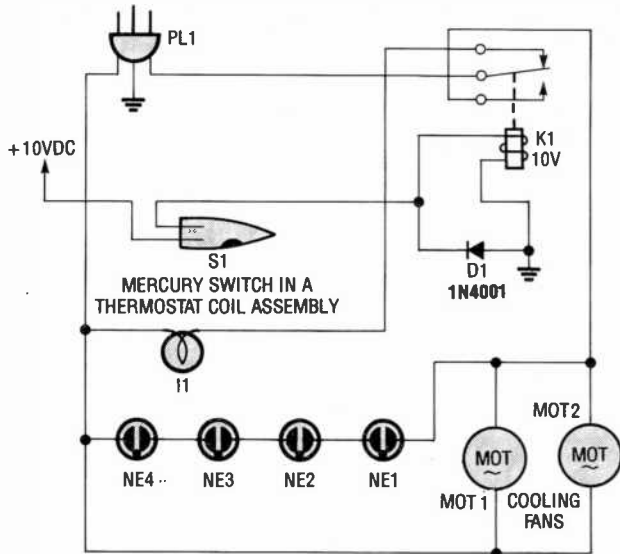 PL1
K1
10V
+10VDC
S1
D1
1N4001
MERCURY SWITCH IN A
THERMOSTAT COIL ASSEMBLY
I1
MOT2
MOT
MOT
NE4
NE3
NE2
NE1
MOT 1
COOLING
FANS